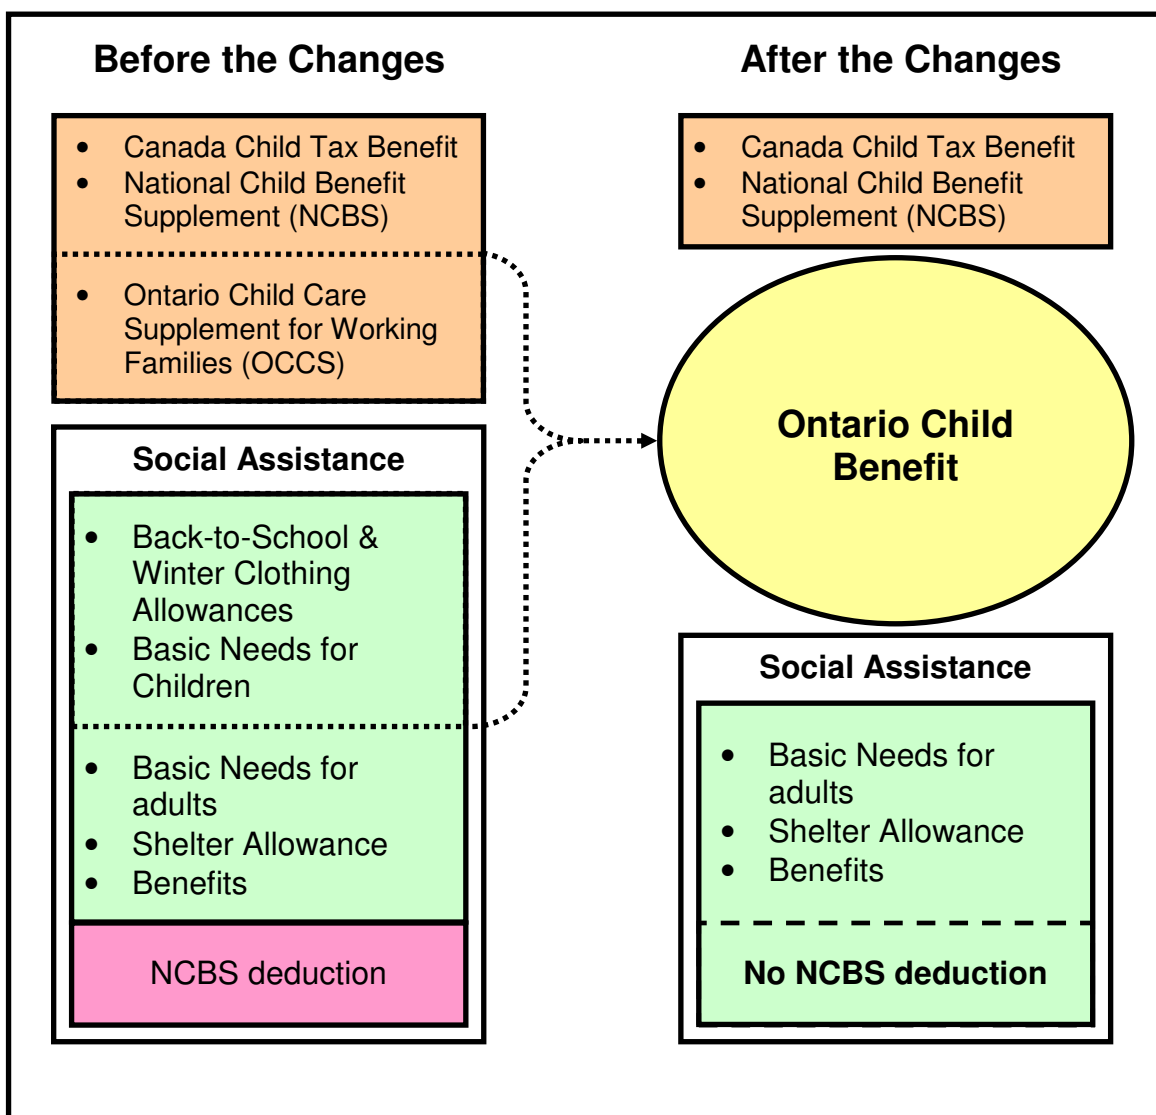 Before the Changes
• Canada Child Tax Benefit
• National Child Benefit
Supplement (NCBS)
• Ontario Child Care
Supplement for Working
Families (OCCS)
Social Assistance
• Back-to-School &
Winter Clothing
Allowances
• Basic Needs for
Children
• Basic Needs for
adults
• Shelter Allowance
• Benefits
NCBS deduction
After the Changes
• Canada Child Tax Benefit
• National Child Benefit
Supplement (NCBS)
Ontario Child
Benefit
Social Assistance
• Basic Needs for
adults
• Shelter Allowance
• Benefits
No NCBS deduction